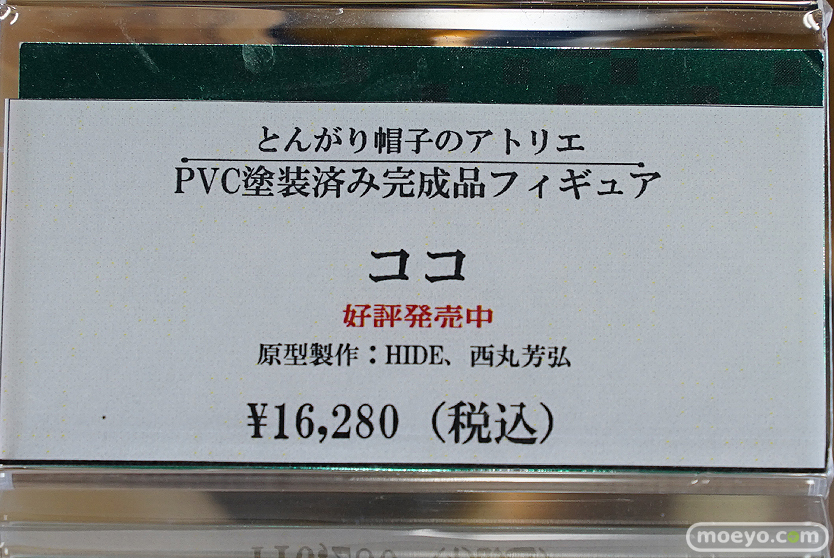 とんがり帽子のアトリエ
PVC塗装済み完成品フィギュア
ココ
好評発売中
原型製作：HIDE、西丸芳弘
¥16,280（税込）
moeyo.com